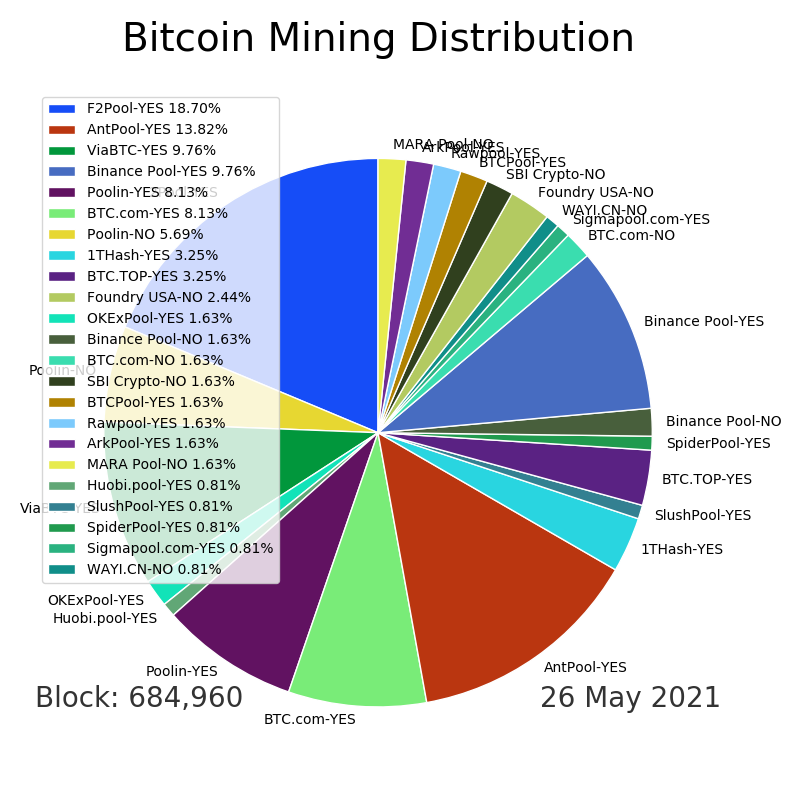 Bitcoin Mining Distribution
F2Pool-YES 18.70%
AntPool-YES 13.82%
ViaBTC-YES 9.76%
Binance Pool-YES 9.76%
Poolin-YES 8.13%
BTC.com-YES 8.13%
Poolin-NO 5.69%
1THash-YES 3.25%
BTC.TOP-YES 3.25%
Foundry USA-NO 2.44%
OKExPool-YES 1.63%
Binance Pool-NO 1.63%
BTC.com-NO 1.63%
SBI Crypto-NO 1.63%
BTCPool-YES 1.63%
Rawpool-YES 1.63%
ArkPool-YES 1.63%
MARA Pool-NO 1.63%
Huobi.pool-YES 0.81%
SlushPool-YES 0.81%
SpiderPool-YES 0.81%
Sigmapool.com-YES 0.81%
WAYI.CN-NO 0.81%
MARA Pool-NO
ArkPool-YES
Rawpool-YES
BTCPool-YES
SBI Crypto-NO
Foundry USA-NO
WAYI.CN-NO
Sigmapool.com-YES
BTC.com-NO
Binance Pool-YES
Binance Pool-NO
SpiderPool-YES
BTC.TOP-YES
SlushPool-YES
1THash-YES
AntPool-YES
BTC.com-YES
Poolin-YES
Huobi.pool-YES
OKExPool-YES
ViaBTC-YES
Poolin-NO
Block: 684,960
26 May 2021